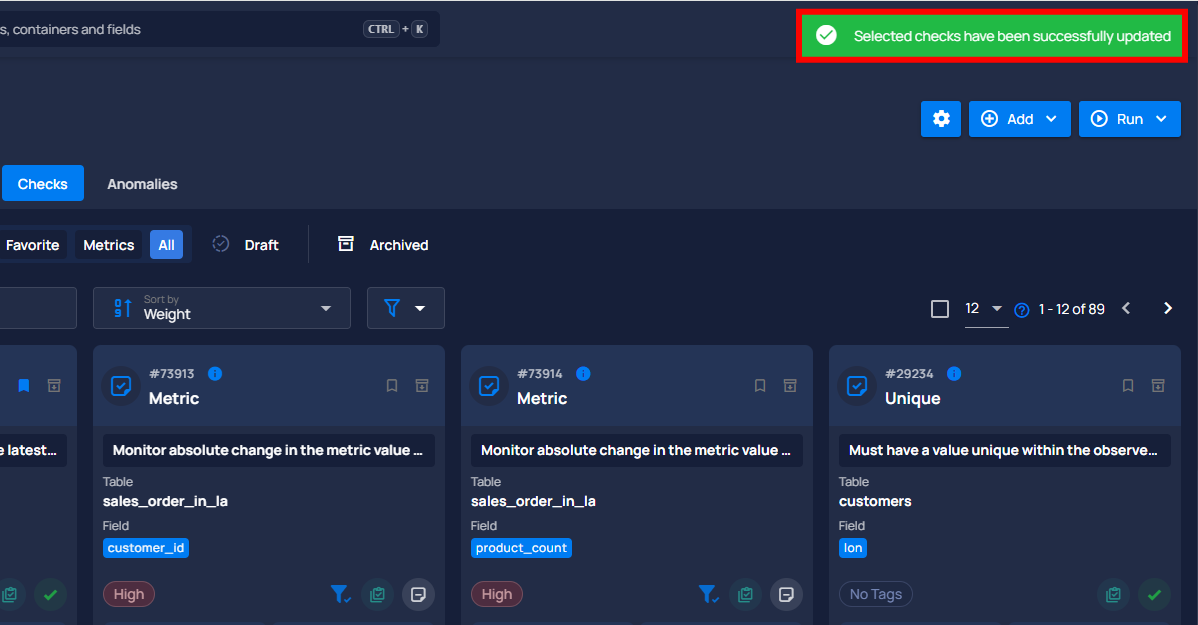 s, containers and fields
CTRL + K
Selected checks have been successfully updated
Add
Run
Checks
Anomalies
Favorite
Metrics
All
Draft
Archived
Sort by
Weight
12
1 - 12 of 89
#73913
Metric
#73914
Metric
#29234
Unique
e latest...
Monitor absolute change in the metric value ...
Monitor absolute change in the metric value ...
Must have a value unique within the observe...
Table
sales_order_in_la
Field
customer_id
High
Table
sales_order_in_la
Field
product_count
High
Table
customers
Field
lon
No Tags